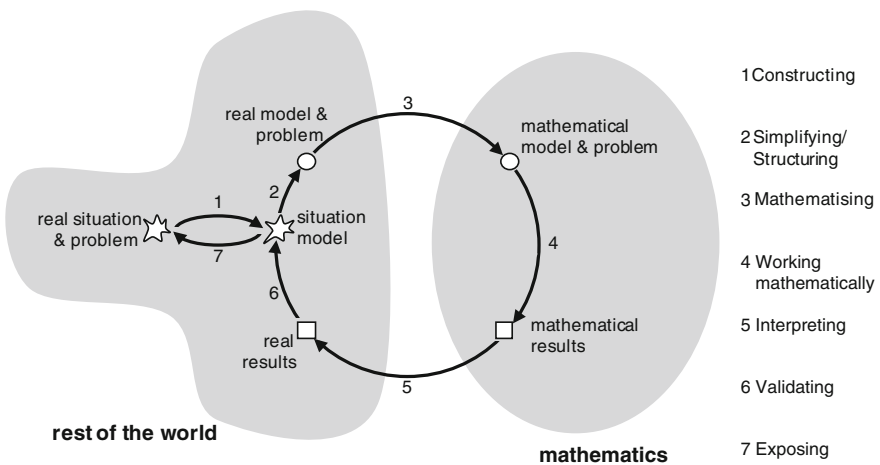 real model &
problem
3
mathematical
model & problem
2
1
real situation
& problem
situation
model
7
4
6
real
results
mathematical
results
5
rest of the world
mathematics
1 Constructing
2 Simplifying/
Structuring
3 Mathematising
4 Working
mathematically
5 Interpreting
6 Validating
7 Exposing